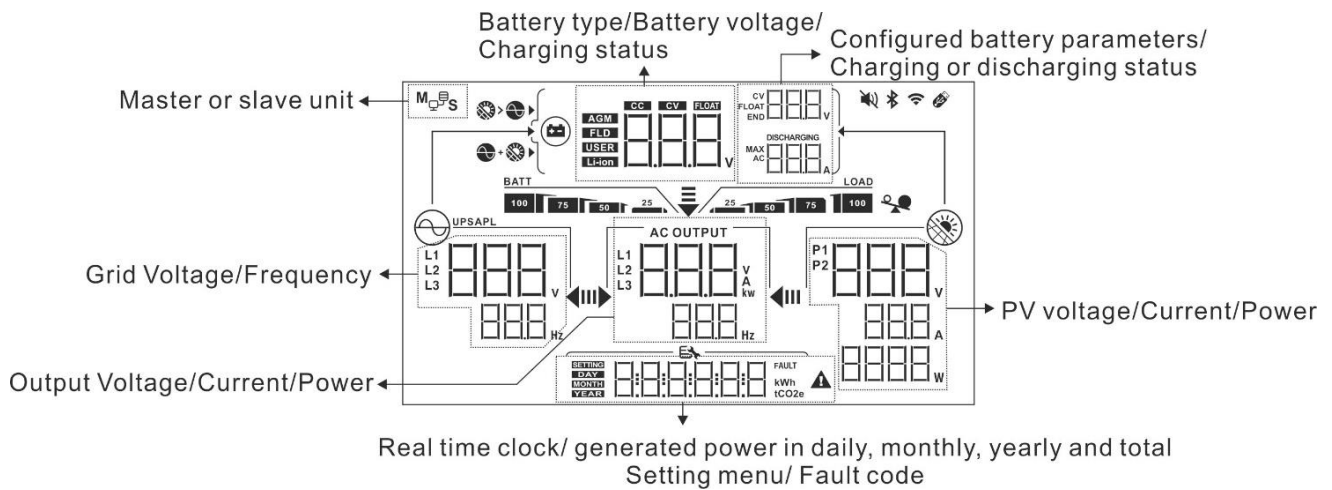 Battery type/Battery voltage/
Charging status
Configured battery parameters/
Charging or discharging status
Master or slave unit
M S
CC CV FLOAT
AGM
FLD
USER
Li-ion
V
CV
FLOAT
END
V
DISCHARGING
MAX
AC
A
BATT
LOAD
100 75 50 25
25 50 75 100
UPSAPL
AC OUTPUT
Grid Voltage/Frequency
L1
L2
L3
V
Hz
L1
L2
L3
V
A
kw
Hz
P1
P2
V
A
W
PV voltage/Current/Power
Output Voltage/Current/Power
SETTING
DAY
MONTH
YEAR
FAULT
kWh
tCO2e
Real time clock/ generated power in daily, monthly, yearly and total
Setting menu/ Fault code